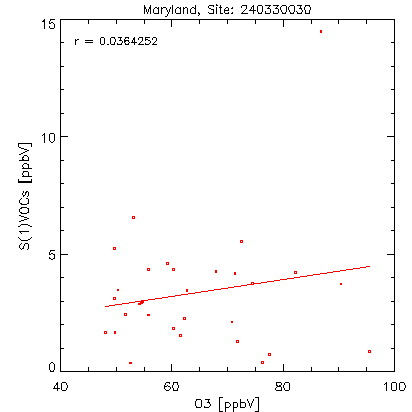 Maryland, Site: 240330030
r = 0.0364252
15
10
5
0
S(1)VOCs [ppbV]
40
60
80
100
O3 [ppbV]